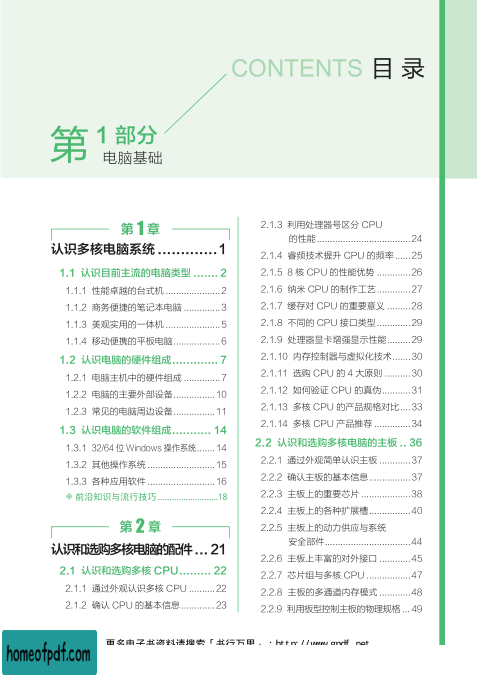 CONTENTS 目 录
第 1 部分
电脑基础
第 1 章
认识多核电脑系统 ............. 1
1.1 认识目前主流的电脑类型 ....... 2
1.1.1 性能卓越的台式机 ..................... 2
1.1.2 商务便捷的笔记本电脑 .............. 3
1.1.3 美观实用的一体机 ..................... 5
1.1.4 移动便携的平板电脑.................. 6
1.2 认识电脑的硬件组成............. 7
1.2.1 电脑主机中的硬件组成 .............. 7
1.2.2 电脑的主要外部设备................ 10
1.2.3 常见的电脑周边设备................ 11
1.3 认识电脑的软件组成........... 14
1.3.1 32/64 位 Windows 操作系统....... 14
1.3.2 其他操作系统 .......................... 15
1.3.3 各种应用软件 .......................... 16
※ 前沿知识与流行技巧 ........................18
第 2 章
认识和选购多核电脑的配件 ... 21
2.1 认识和选购多核 CPU......... 22
2.1.1 通过外观认识多核 CPU .......... 22
2.1.2 确认 CPU 的基本信息............. 23
2.1.3 利用处理器号区分 CPU
的性能.................................... 24
2.1.4 睿频技术提升 CPU 的频率...... 25
2.1.5 8 核 CPU 的性能优势 ............. 26
2.1.6 纳米 CPU 的制作工艺............. 27
2.1.7 缓存对 CPU 的重要意义 ......... 28
2.1.8 不同的 CPU 接口类型............. 29
2.1.9 处理器显卡增强显示性能......... 29
2.1.10 内存控制器与虚拟化技术....... 30
2.1.11 选购 CPU 的 4 大原则 .......... 30
2.1.12 如何验证 CPU 的真伪........... 31
2.1.13 多核 CPU 的产品规格对比.... 33
2.1.14 多核 CPU 产品推荐 .............. 34
2.2 认识和选购多核电脑的主板 .. 36
2.2.1 通过外观简单认识主板 ............ 37
2.2.2 确认主板的基本信息................ 37
2.2.3 主板上的重要芯片 ................... 38
2.2.4 主板上的各种扩展槽................ 40
2.2.5 主板上的动力供应与系统
安全部件................................. 44
2.2.6 主板上丰富的对外接口 ............ 45
2.2.7 芯片组与多核 CPU ................. 47
2.2.8 主板的多通道内存模式............ 48
2.2.9 利用板型控制主板的物理规格 ... 49
homeofpdf.com